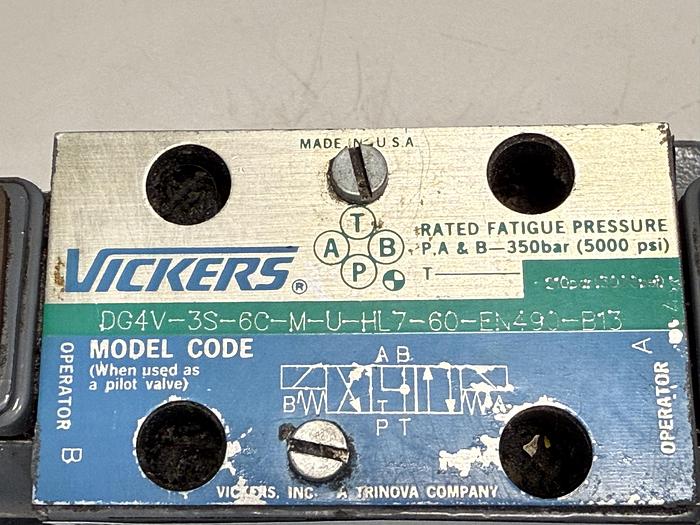 MADE IN U.S.A.
T
A B
P
VICKERS®
RATED FATIGUE PRESSURE
P,A & B—350bar (5000 psi)
T
DG4V-3S-6C-M-U-HL7-60-EN490-B13
MODEL CODE
(When used as
a pilot valve)
OPERATOR B
A B
B A
T
P T
OPERATOR A
VICKERS, INC. A TRINOVA COMPANY